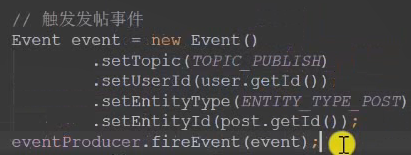 // 触发发帖事件
Event event = new Event()
.setTopic(TOPIC_PUBLISH)
.setUserId(user.getId())
.setEntityType(ENTITY_TYPE_POST)
.setEntityId(post.getId());
eventProducer.fireEvent(event);